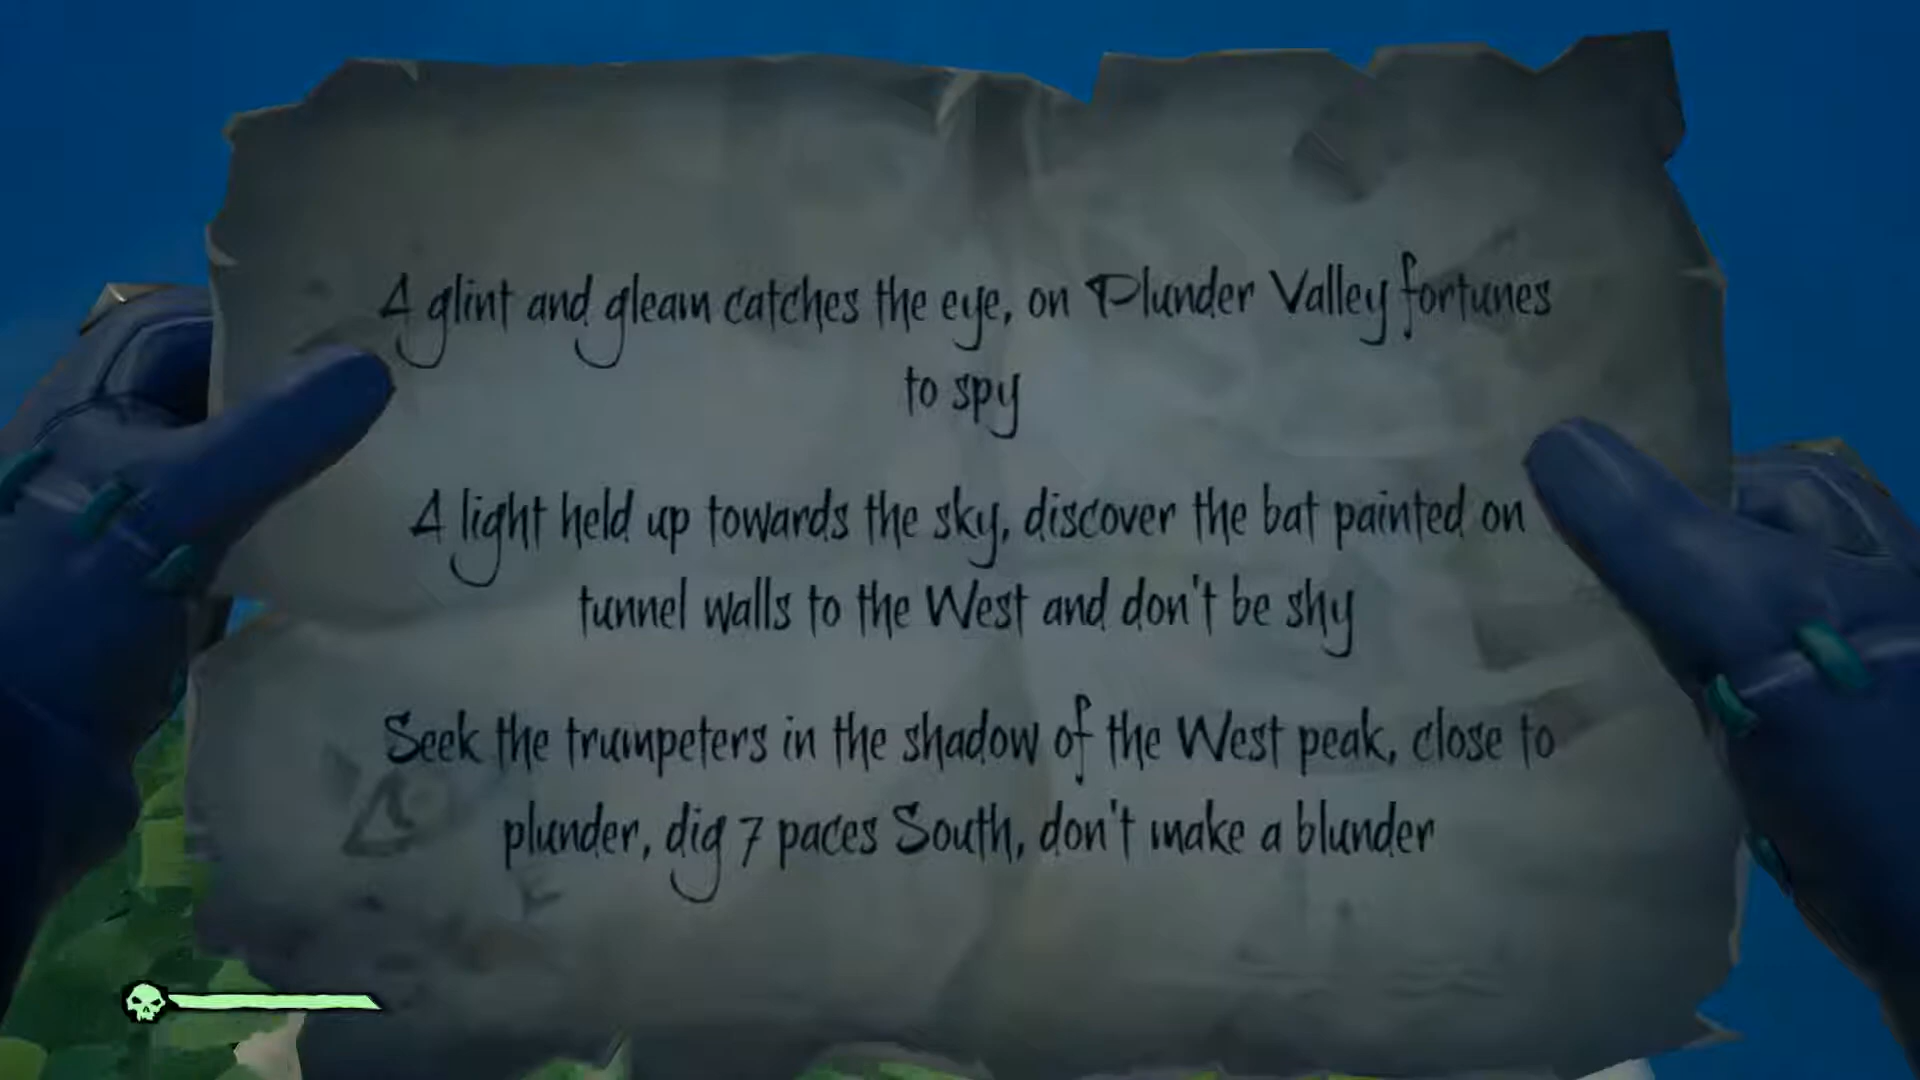 A glint and gleam catches the eye, on Plunder Valley fortunes
to spy
A light held up towards the sky, discover the bat painted on
tunnel walls to the West and don't be shy
Seek the trumpeters in the shadow of the West peak, close to
plunder, dig 7 paces South, don't make a blunder